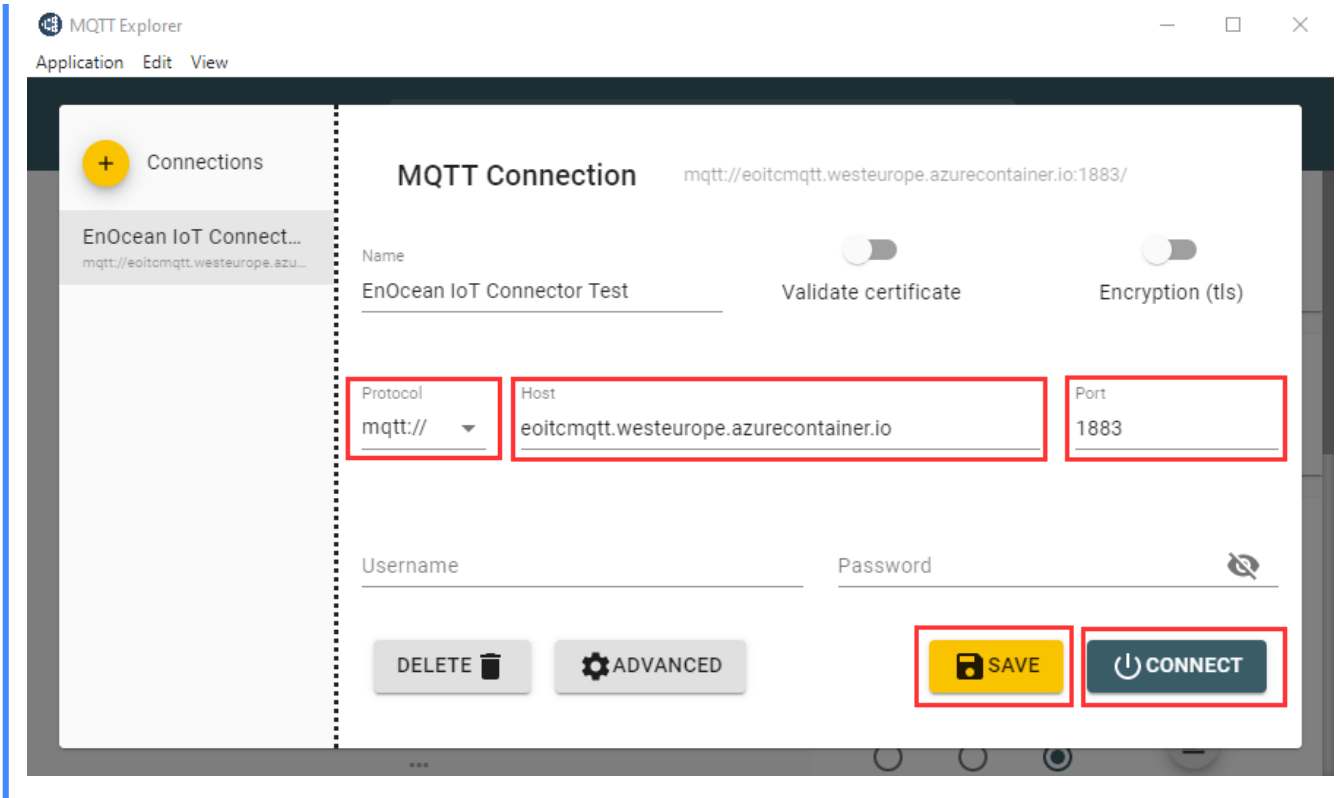 MQTT Explorer
Application Edit View
+ Connections
MQTT Connection mqtt://eoitcmqtt.westeurope.azurecontainer.io:1883/
EnOcean IoT Connect...
mqtt://eoitcmqtt.westeurope.azu...
Name
EnOcean IoT Connector Test
Validate certificate
Encryption (tls)
Protocol
mqtt://
Host
eoitcmqtt.westeurope.azurecontainer.io
Port
1883
Username
Password
DELETE
ADVANCED
SAVE
CONNECT
...